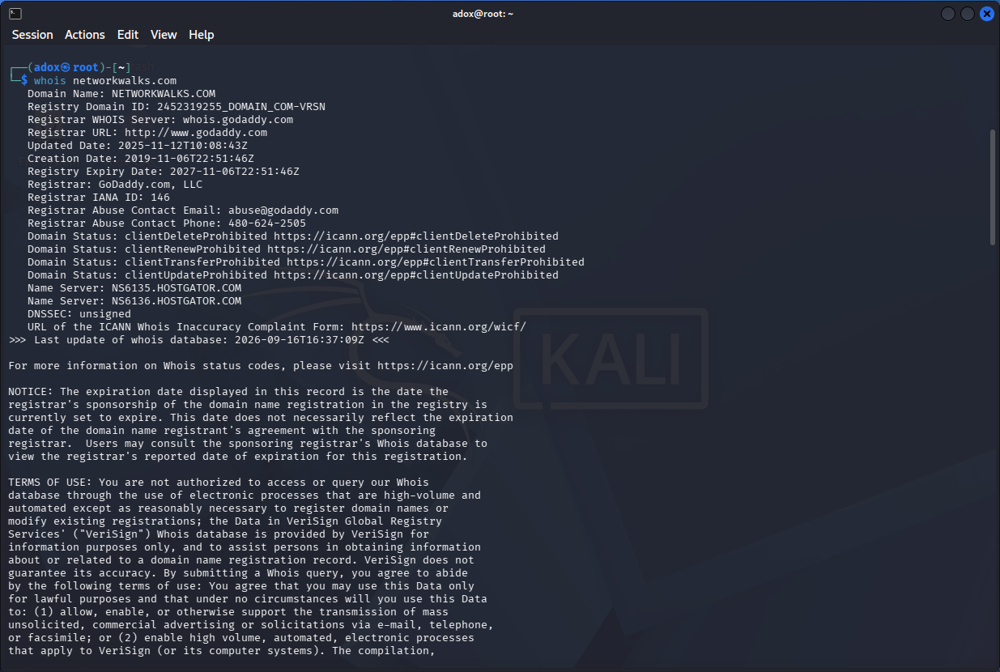 adox@root: ~
Session Actions Edit View Help
┌──(adox㉿root)-[~]
└─$ whois networkwalks.com
Domain Name: NETWORKWALKS.COM
Registry Domain ID: 2452319255_DOMAIN_COM-VRSN
Registrar WHOIS Server: whois.godaddy.com
Registrar URL: http://www.godaddy.com
Updated Date: 2025-11-12T10:08:43Z
Creation Date: 2019-11-06T22:51:46Z
Registry Expiry Date: 2027-11-06T22:51:46Z
Registrar: GoDaddy.com, LLC
Registrar IANA ID: 146
Registrar Abuse Contact Email: abuse@godaddy.com
Registrar Abuse Contact Phone: 480-624-2505
Domain Status: clientDeleteProhibited https://icann.org/epp#clientDeleteProhibited
Domain Status: clientRenewProhibited https://icann.org/epp#clientRenewProhibited
Domain Status: clientTransferProhibited https://icann.org/epp#clientTransferProhibited
Domain Status: clientUpdateProhibited https://icann.org/epp#clientUpdateProhibited
Name Server: NS6135.HOSTGATOR.COM
Name Server: NS6136.HOSTGATOR.COM
DNSSEC: unsigned
URL of the ICANN Whois Inaccuracy Complaint Form: https://www.icann.org/wicf/
>>> Last update of whois database: 2026-09-16T16:37:09Z <<<
For more information on Whois status codes, please visit https://icann.org/epp
NOTICE: The expiration date displayed in this record is the date the
registrar's sponsorship of the domain name registration in the registry is
currently set to expire. This date does not necessarily reflect the expiration
date of the domain name registrant's agreement with the sponsoring
registrar.  Users may consult the sponsoring registrar's Whois database to
view the registrar's reported date of expiration for this registration.
TERMS OF USE: You are not authorized to access or query our Whois
database through the use of electronic processes that are high-volume and
automated except as reasonably necessary to register domain names or
modify existing registrations; the Data in VeriSign Global Registry
Services' ("VeriSign") Whois database is provided by VeriSign for
information purposes only, and to assist persons in obtaining information
about or related to a domain name registration record. VeriSign does not
guarantee its accuracy. By submitting a Whois query, you agree to abide
by the following terms of use: You agree that you may use this Data only
for lawful purposes and that under no circumstances will you use this Data
to: (1) allow, enable, or otherwise support the transmission of mass
unsolicited, commercial advertising or solicitations via e-mail, telephone,
or facsimile; or (2) enable high volume, automated, electronic processes
that apply to VeriSign (or its computer systems). The compilation,
KALI